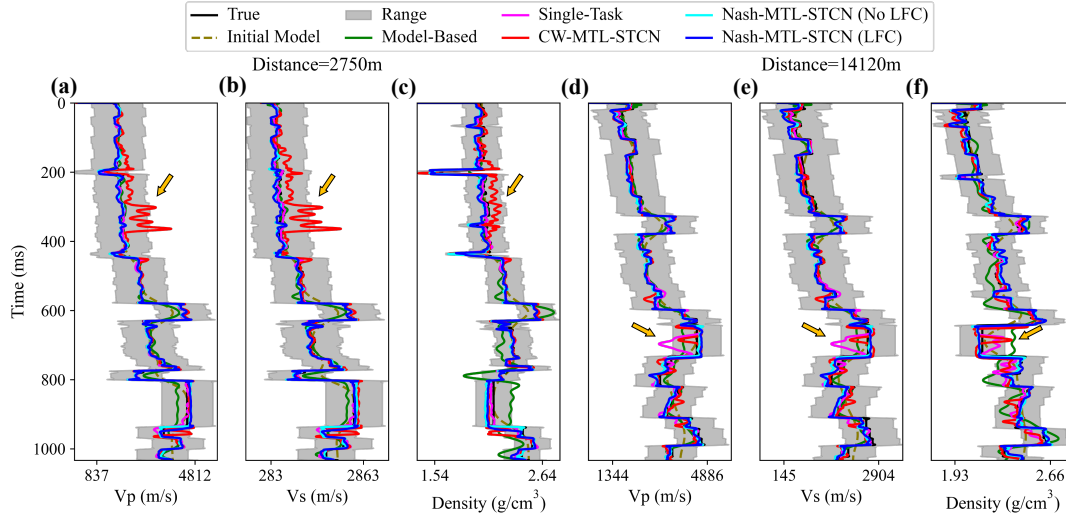 True Range Single-Task Nash-MTL-STCN (No LFC)
Initial Model Model-Based CW-MTL-STCN Nash-MTL-STCN (LFC)
Distance=2750m Distance=14120m
(a) (b) (c) (d) (e) (f)
0
200
400
600
800
1000
Time (ms)
837 4812 283 2863 1.54 2.64 1344 4886 145 2904 1.93 2.66
Vp (m/s) Vs (m/s) Density (g/cm³) Vp (m/s) Vs (m/s) Density (g/cm³)